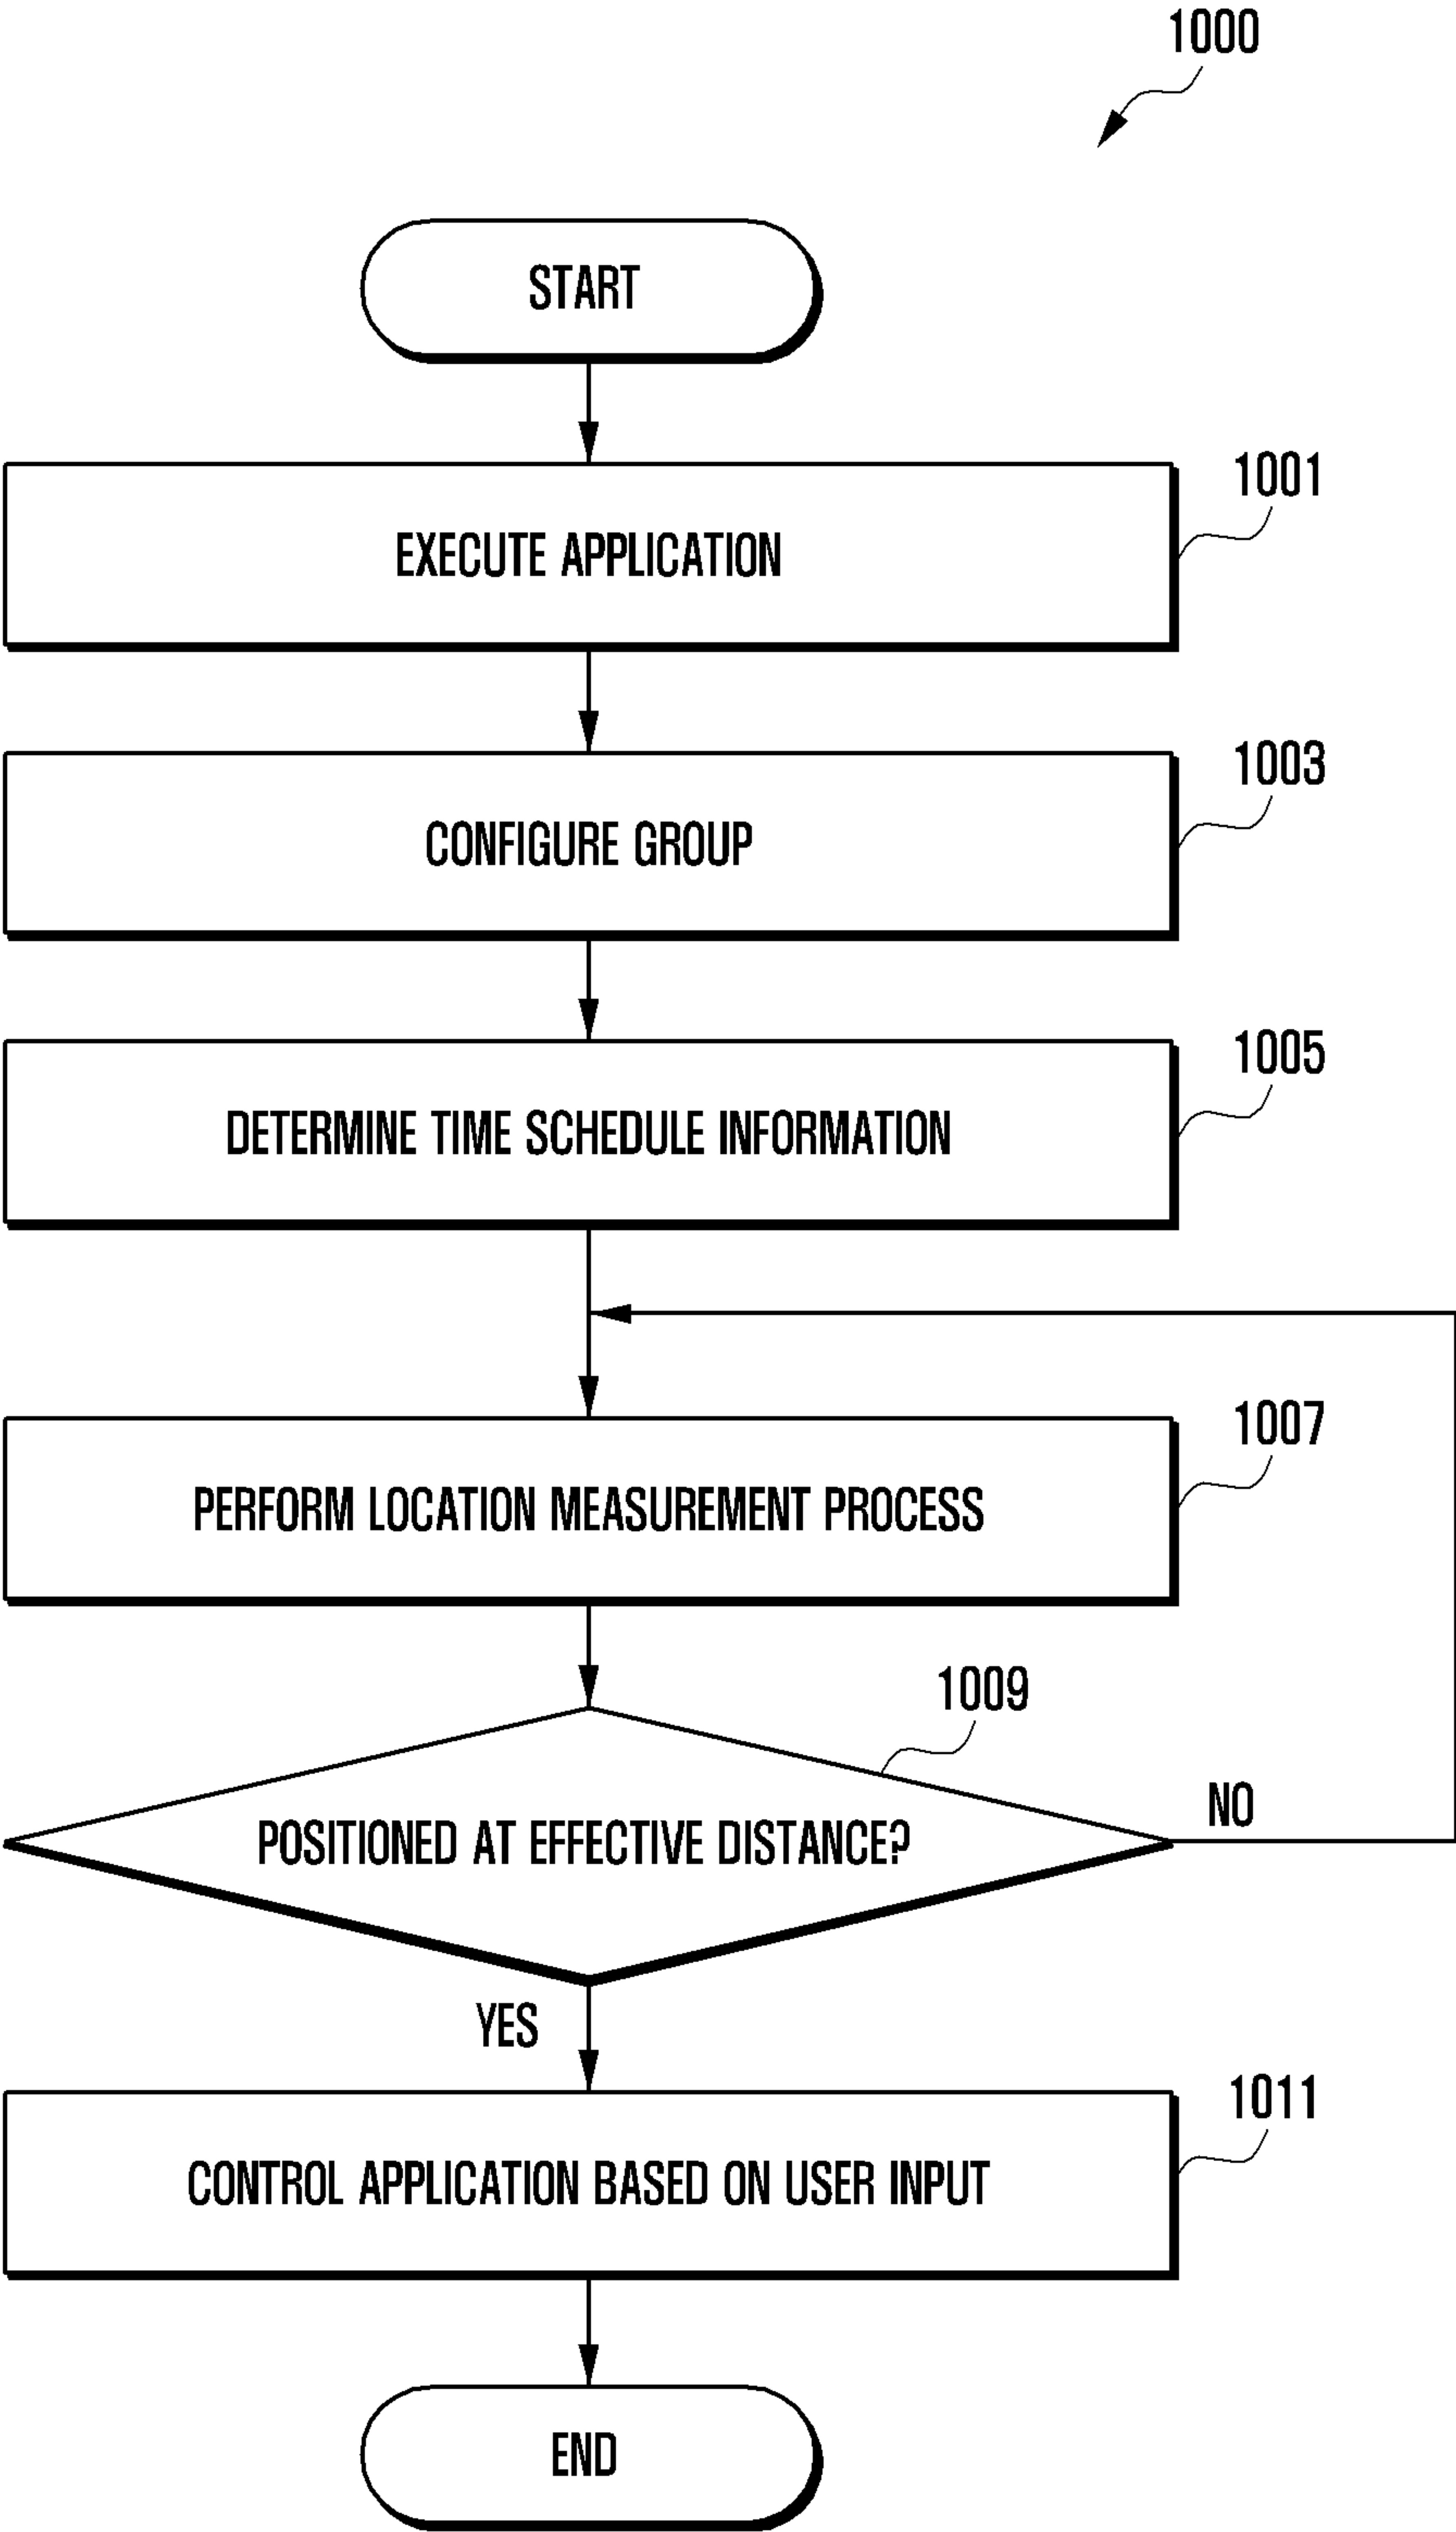 1000
START
1001
EXECUTE APPLICATION
1003
CONFIGURE GROUP
1005
DETERMINE TIME SCHEDULE INFORMATION
1007
PERFORM LOCATION MEASUREMENT PROCESS
1009
POSITIONED AT EFFECTIVE DISTANCE?
NO
YES
1011
CONTROL APPLICATION BASED ON USER INPUT
END